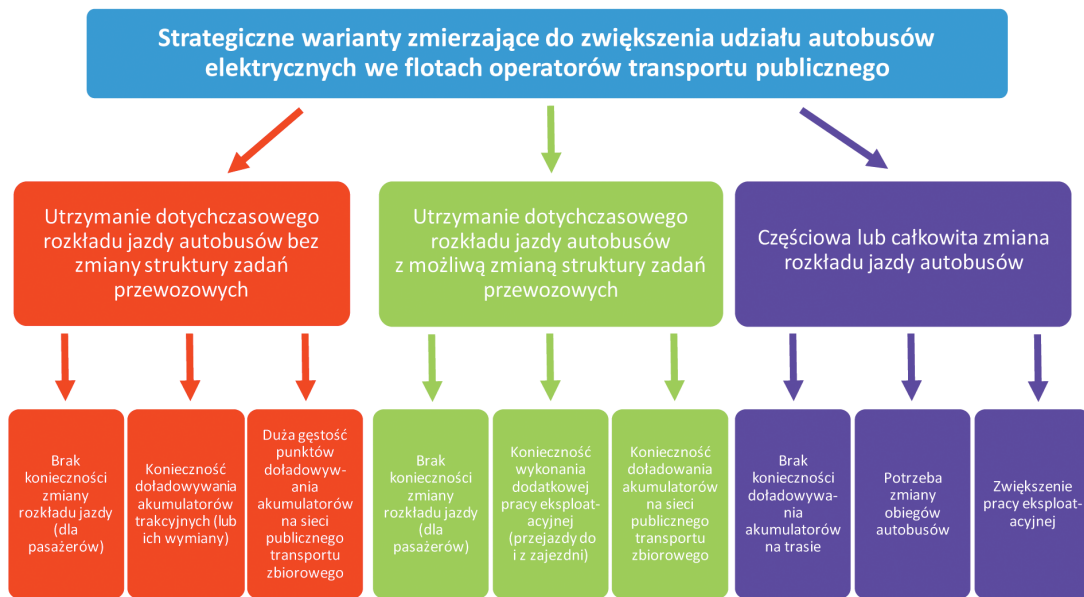 Strategiczne warianty zmierzające do zwiększenia udziału autobusów
elektrycznych we flotach operatorów transportu publicznego
Utrzymanie dotychczasowego
rozkładu jazdy autobusów bez
zmiany struktury zadań
przewozowych
Utrzymanie dotychczasowego
rozkładu jazdy autobusów
z możliwą zmianą struktury zadań
przewozowych
Częściowa lub całkowita zmiana
rozkładu jazdy autobusów
Brak
konieczności
zmiany
rozkładu jazdy
(dla
pasażerów)
Konieczność
doładowywania
akumulatorów
trakcyjnych (lub
ich wymiany)
Duża gęstość
punktów
doładowyw-
ania
akumulatorów
na sieci
publicznego
transportu
zbiorowego
Brak
konieczności
zmiany
rozkładu jazdy
(dla
pasażerów)
Konieczność
wykonania
dodatkowej
pracy eksploat-
acyjnej
(przejazdy do
i z zajezdni)
Konieczność
doładowania
akumulatorów
na sieci
publicznego
transportu
zbiorowego
Brak
konieczności
doładowywa-
nia
akumulatorów
na trasie
Potrzeba
zmiany
obiegów
autobusów
Zwiększenie
pracy eksploat-
acyjnej